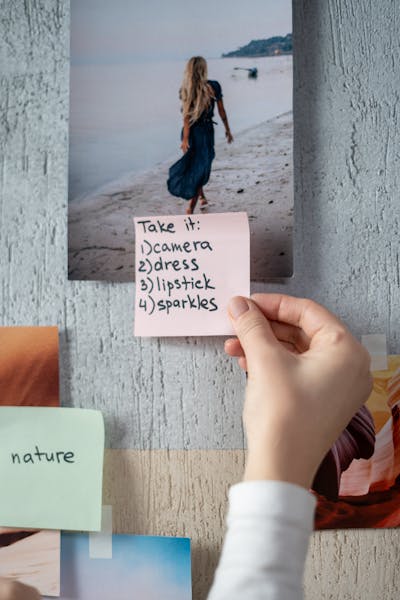 Take it:
1)camera
2)dress
3)lipstick
4)sparkles
nature